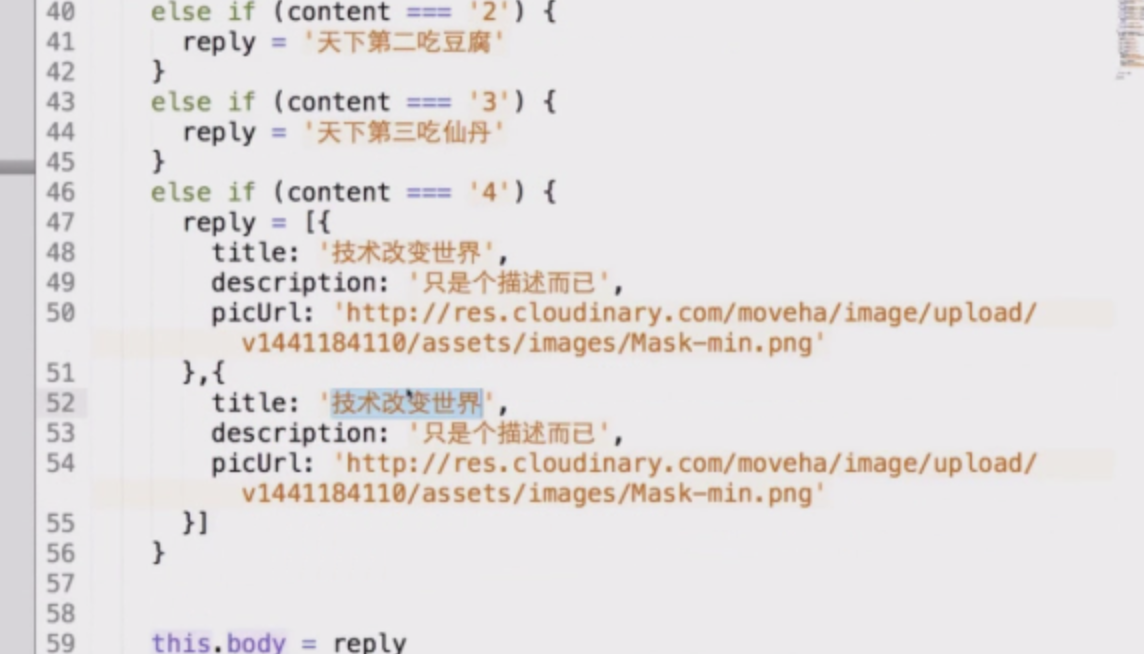 40 else if (content === '2') {
41 reply = '天下第二吃豆腐'
42 }
43 else if (content === '3') {
44 reply = '天下第三吃仙丹'
45 }
46 else if (content === '4') {
47 reply = [{
48 title: '技术改变世界',
49 description: '只是个描述而已',
50 picUrl: 'http://res.cloudinary.com/moveha/image/upload/
v1441184110/assets/images/Mask-min.png'
51 },{
52 title: '技术改变世界',
53 description: '只是个描述而已',
54 picUrl: 'http://res.cloudinary.com/moveha/image/upload/
v1441184110/assets/images/Mask-min.png'
55 }]
56 }
57
58
59 this.body = reply